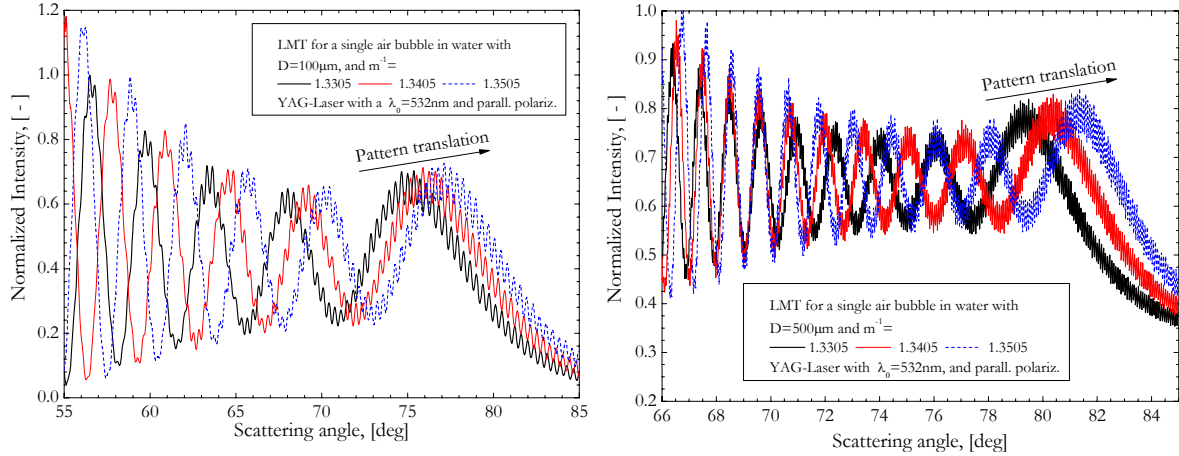 LMT for a single air bubble in water with
D=100μm, and m⁻¹=
1.3305 1.3405 1.3505
YAG-Laser with a λ₀=532nm and parall. polariz.
Pattern translation
Normalized Intensity, [ - ]
1.2
1.0
0.8
0.6
0.4
0.2
0.0
55 60 65 70 75 80 85
Scattering angle, [deg]
Pattern translation
LMT for a single air bubble in water with
D=500μm and m⁻¹=
1.3305 1.3405 1.3505
YAG-Laser with λ₀=532nm, and parall. polariz.
Normalized Intensity, [ - ]
1.0
0.9
0.8
0.7
0.6
0.5
0.4
0.3
0.2
66 68 70 72 74 76 78 80 82 84
Scattering angle, [deg]